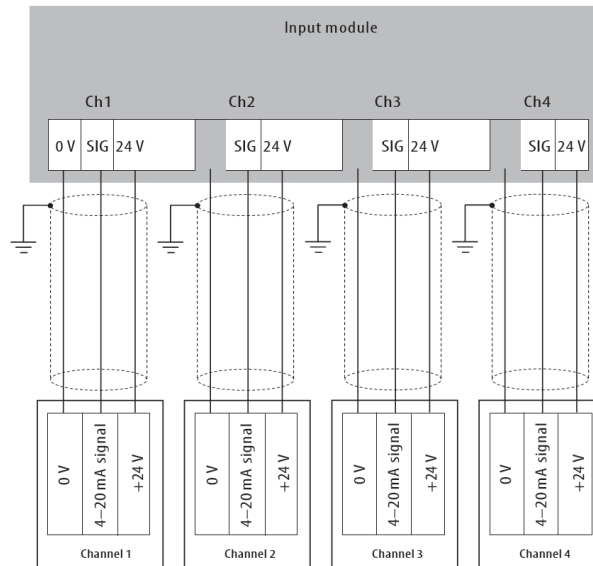 Input module
Ch1 Ch2 Ch3 Ch4
0 V SIG 24 V SIG 24 V SIG 24 V SIG 24 V
0 V 4–20 mA signal +24 V 0 V 4–20 mA signal +24 V 0 V 4–20 mA signal +24 V 0 V 4–20 mA signal +24 V
Channel 1 Channel 2 Channel 3 Channel 4